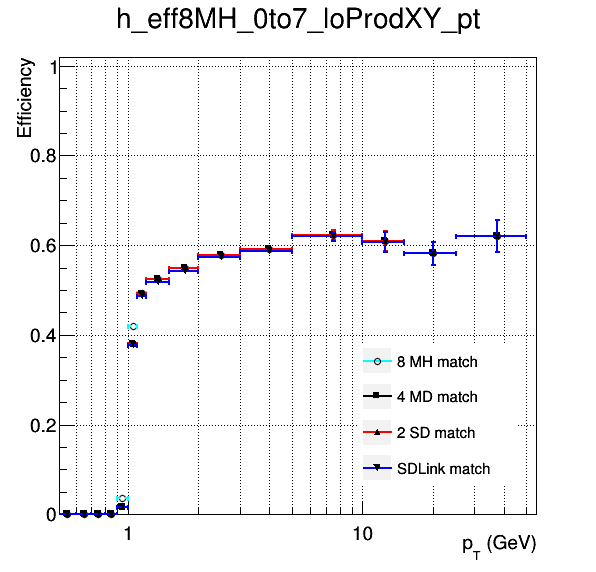 h_eff8MH_0to7_loProdXY_pt
Efficiency
1
0.8
0.6
0.4
0.2
0
8 MH match
4 MD match
2 SD match
SDLink match
1
10
p_T (GeV)